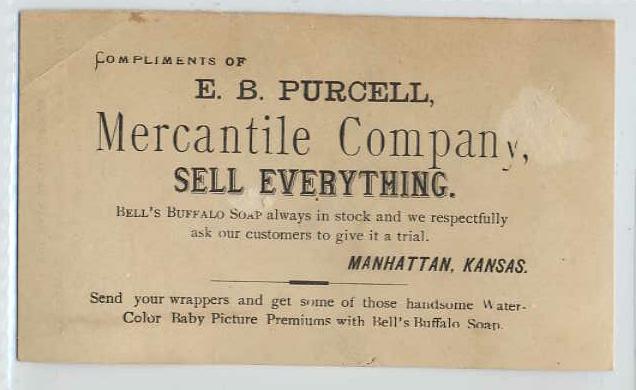 COMPLIMENTS OF
E. B. PURCELL,
Mercantile Company,
SELL EVERYTHING.
BELL'S BUFFALO SOAP always in stock and we respectfully
ask our customers to give it a trial.
MANHATTAN, KANSAS.
Send your wrappers and get some of those handsome Water-
Color Baby Picture Premiums with Bell's Buffalo Soap.